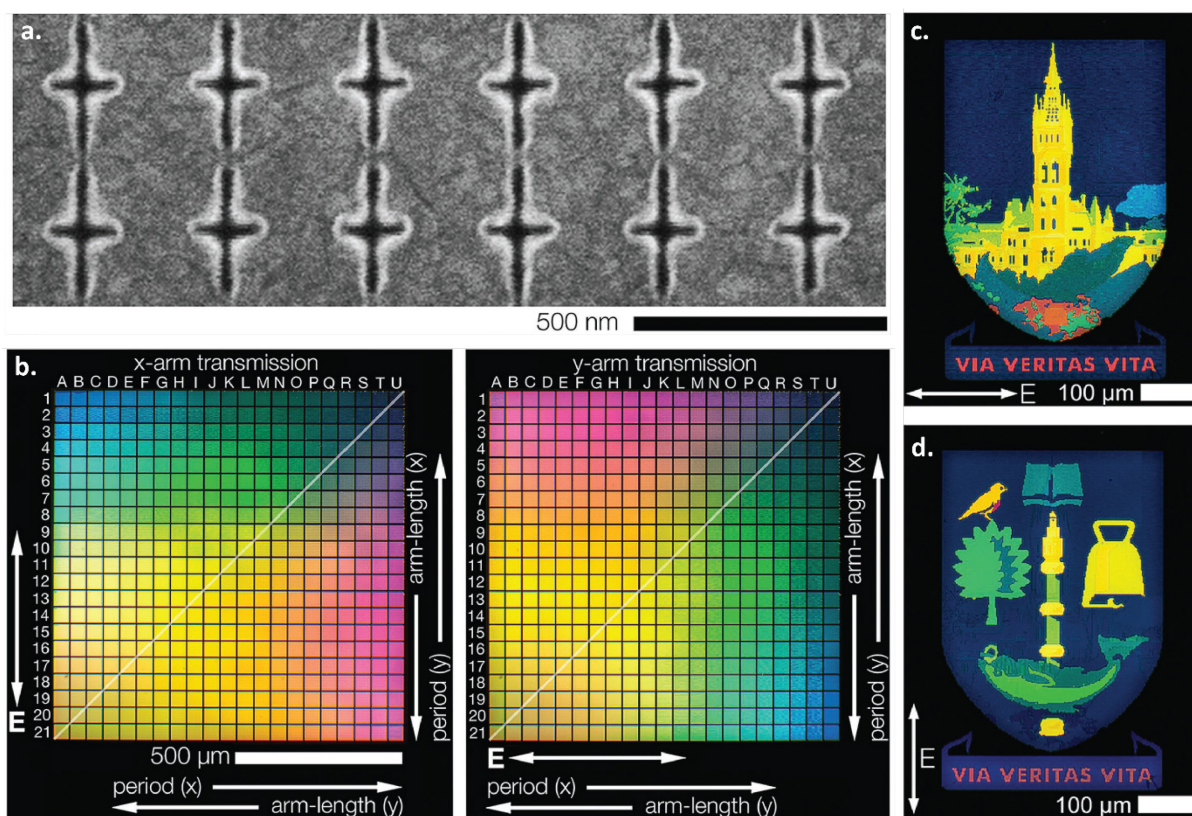 a.
500 nm
b.
x-arm transmission
A B C D E F G H I J K L M N O P Q R S T U
1
2
3
4
5
6
7
8
9
10
11
12
13
14
15
16
17
18
19
20
21
E
arm-length (x)
period (y)
500 µm
period (x)
arm-length (y)
y-arm transmission
A B C D E F G H I J K L M N O P Q R S T U
1
2
3
4
5
6
7
8
9
10
11
12
13
14
15
16
17
18
19
20
21
arm-length (x)
period (y)
E
period (x)
arm-length (y)
c.
VIA VERITAS VITA
E
100 µm
d.
E
VIA VERITAS VITA
100 µm